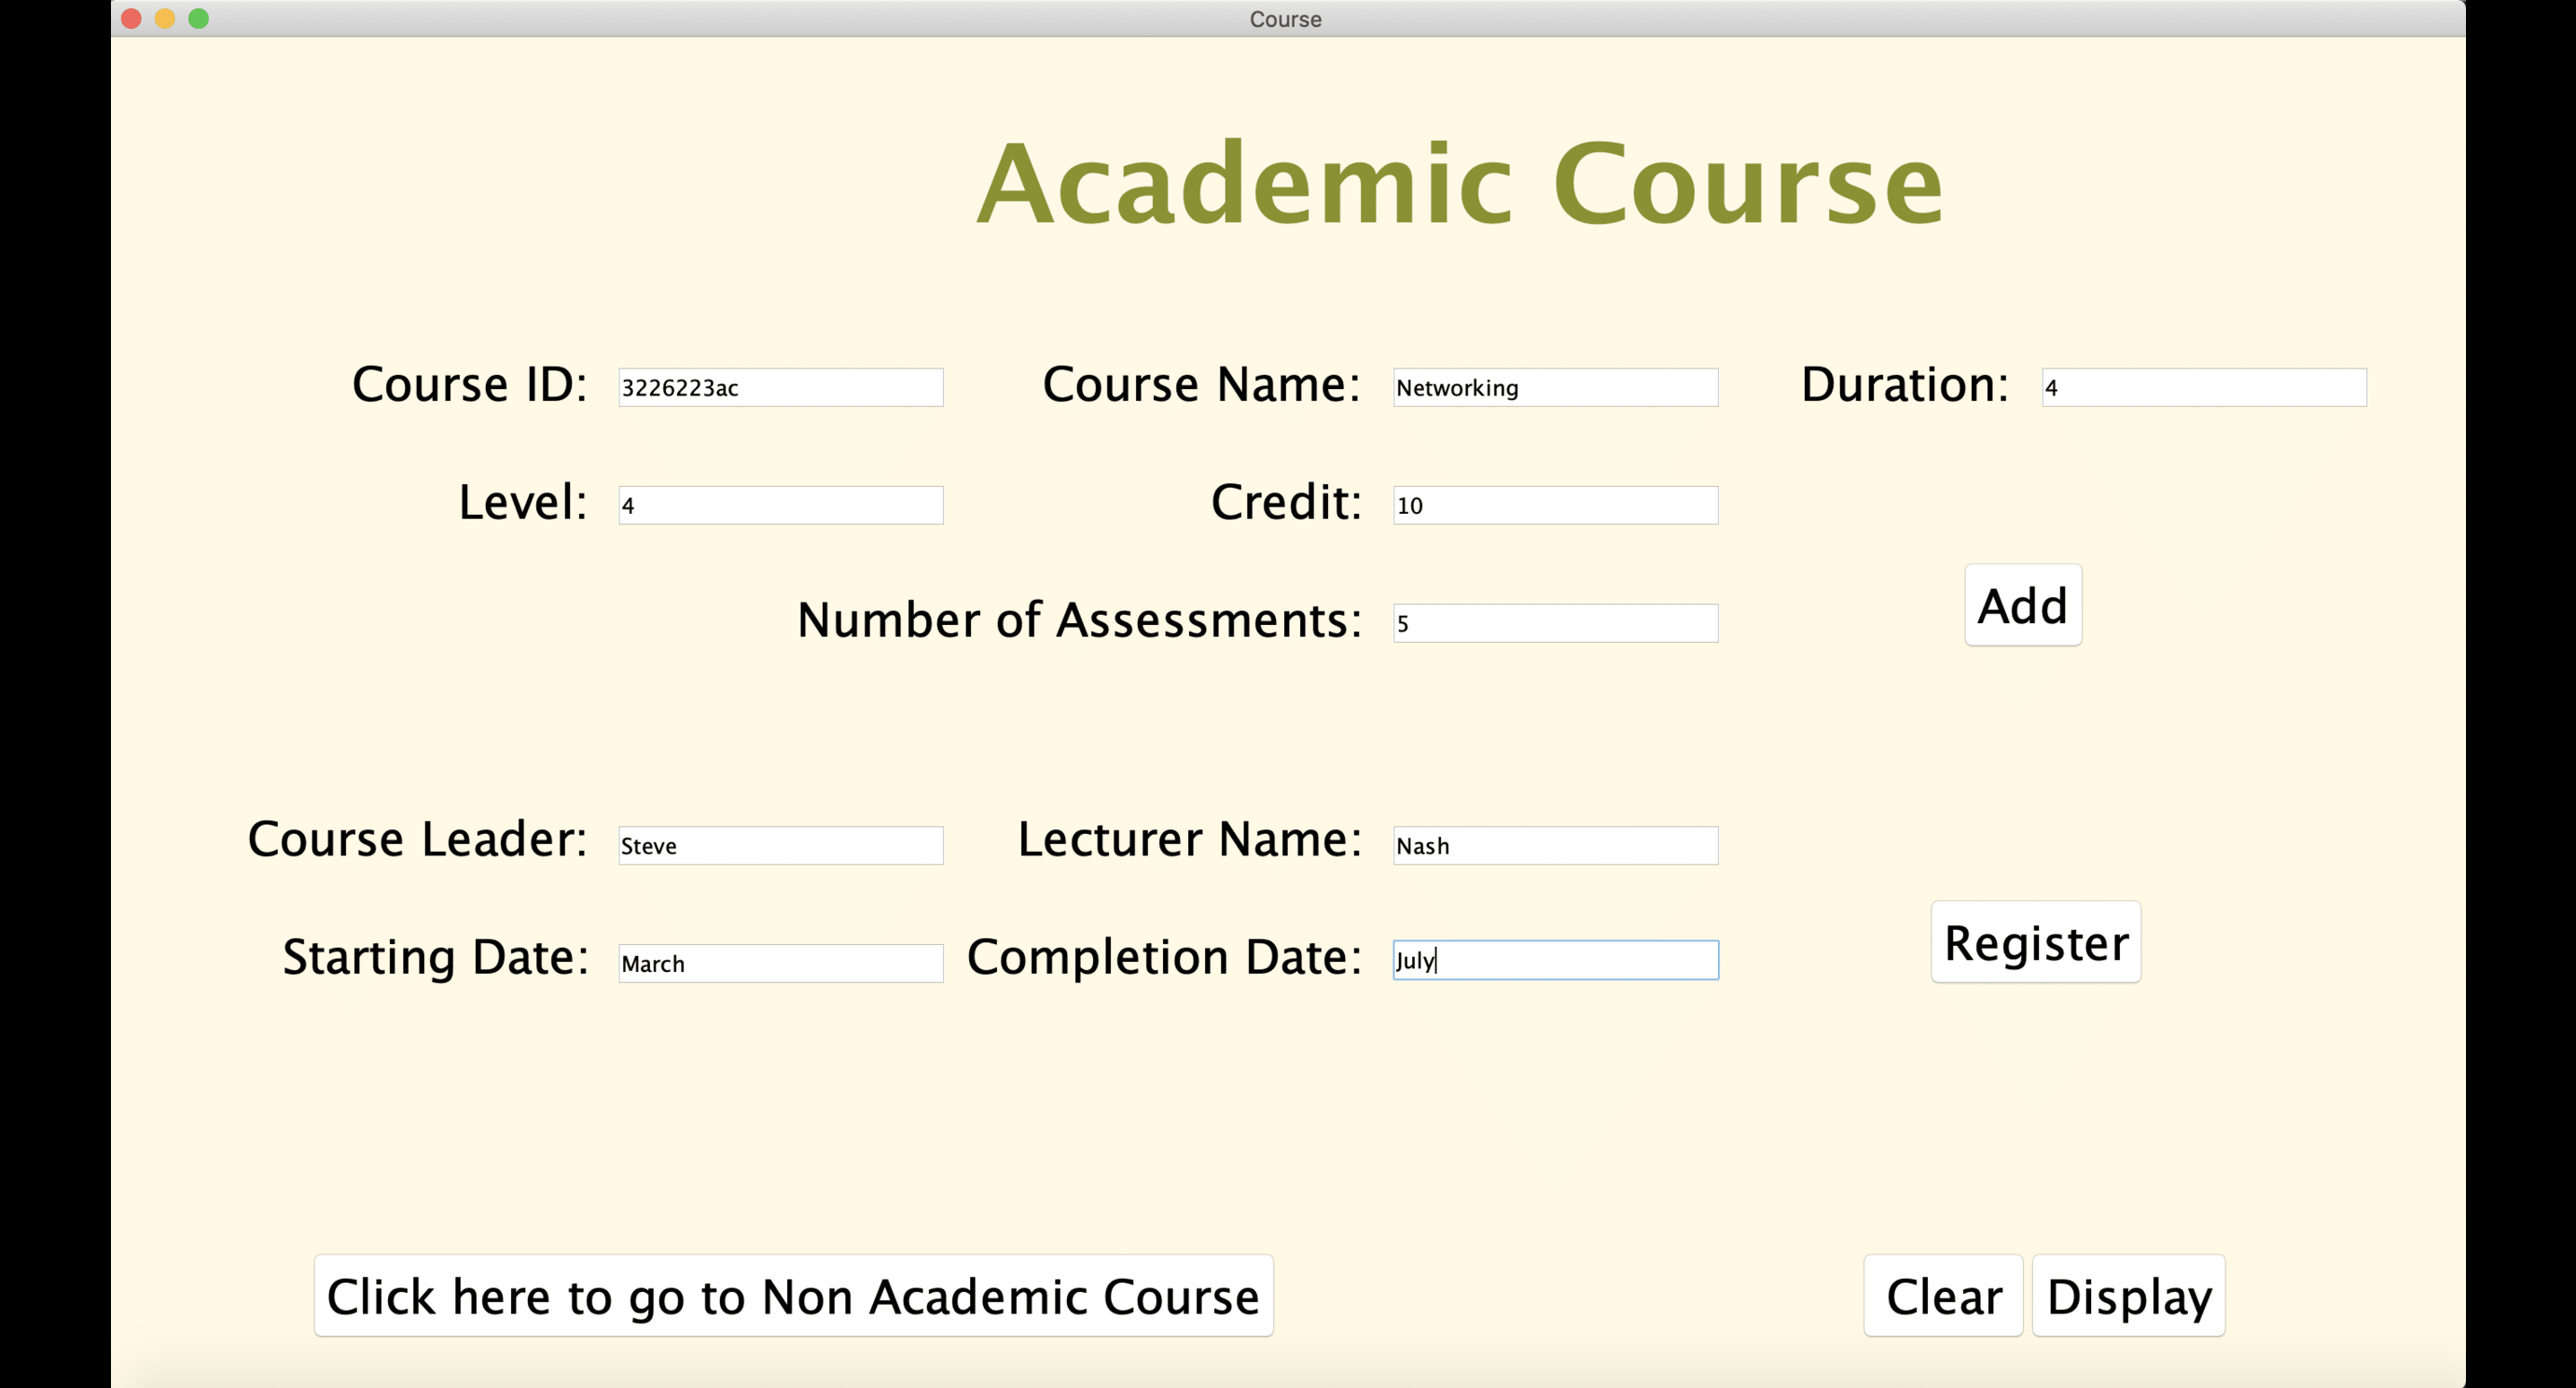 Course
Academic Course
Course ID: 3226223ac Course Name: Networking Duration: 4
Level: 4 Credit: 10
Number of Assessments: 5 Add
Course Leader: Steve Lecturer Name: Nash
Starting Date: March Completion Date: July Register
Click here to go to Non Academic Course Clear Display